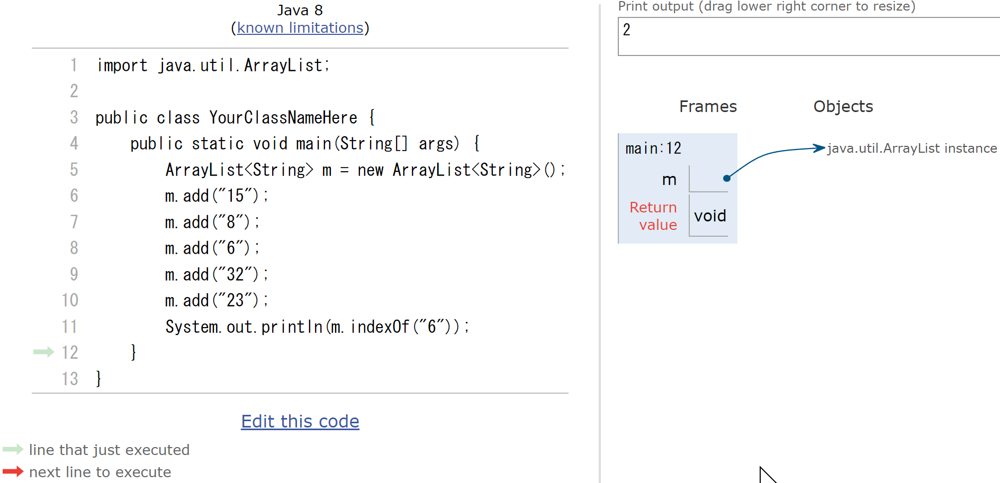 Java 8
(known limitations)
1 import java.util.ArrayList;
2
3 public class YourClassNameHere {
4     public static void main(String[] args) {
5         ArrayList<String> m = new ArrayList<String>();
6         m.add("15");
7         m.add("8");
8         m.add("6");
9         m.add("32");
10         m.add("23");
11         System.out.println(m.indexOf("6"));
12     }
13 }
Edit this code
line that just executed
next line to execute
Print output (drag lower right corner to resize)
2
Frames Objects
main:12
java.util.ArrayList instance
m
Return
value
void